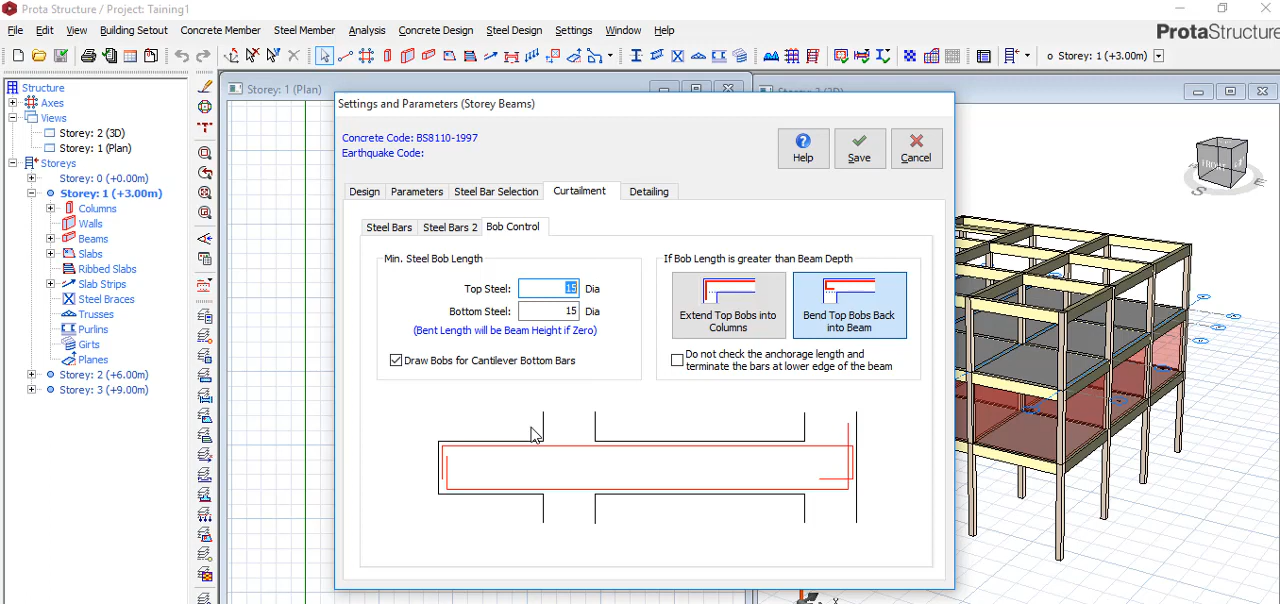 Prota Structure / Project: Taining1
File Edit View Building Setout Concrete Member Steel Member Analysis Concrete Design Steel Design Settings Window Help
ProtaStructure
Storey: 1 (+3.00m)
Structure
Axes
Views
Storey: 2 (3D)
Storey: 1 (Plan)
Storeys
Storey: 0 (+0.00m)
Storey: 1 (+3.00m)
Columns
Walls
Beams
Slabs
Ribbed Slabs
Slab Strips
Steel Braces
Trusses
Purlins
Girts
Planes
Storey: 2 (+6.00m)
Storey: 3 (+9.00m)
Storey: 1 (Plan)
Settings and Parameters (Storey Beams)
Concrete Code: BS8110-1997
Earthquake Code:
Help Save Cancel
Design Parameters Steel Bar Selection Curtailment Detailing
Steel Bars Steel Bars 2 Bob Control
Min. Steel Bob Length
Top Steel: 15 Dia
Bottom Steel: 15 Dia
(Bent Length will be Beam Height if Zero)
Draw Bobs for Cantilever Bottom Bars
If Bob Length is greater than Beam Depth
Extend Top Bobs into
Columns
Bend Top Bobs Back
into Beam
Do not check the anchorage length and
terminate the bars at lower edge of the beam
FRONT
S
E
X